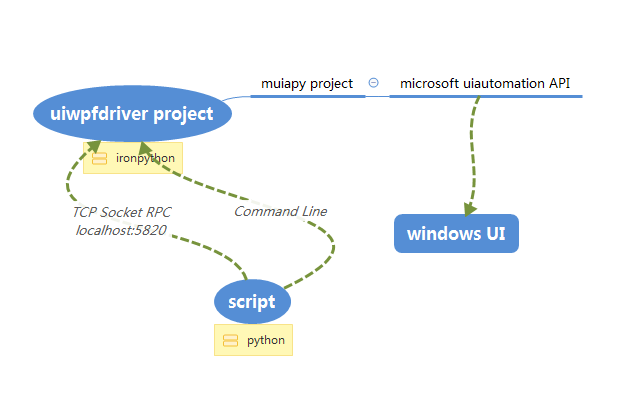 muiapy project
microsoft uiautomation API
uiwpfdriver project
ironpython
TCP Socket RPC
localhost:5820
Command Line
windows UI
script
python